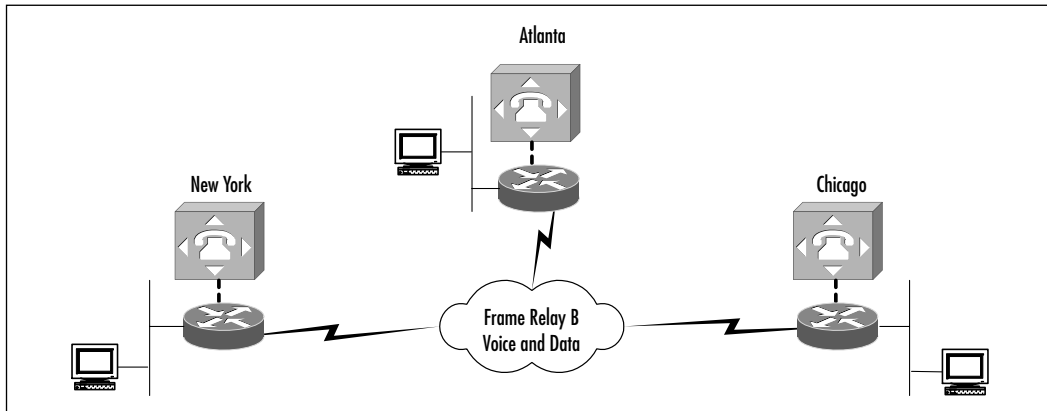 Atlanta
New York
Chicago
Frame Relay B
Voice and Data